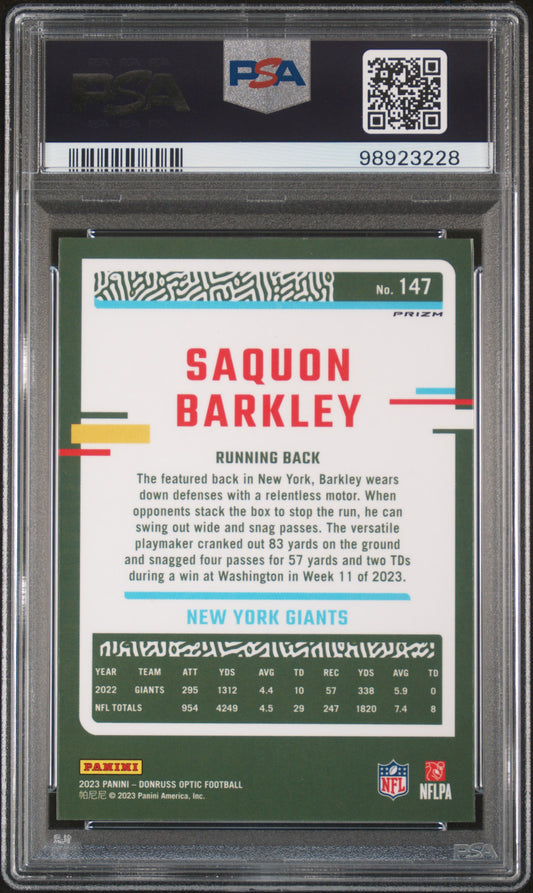 PSA
PSA
98923228
No. 147
PRIZM
SAQUON
BARKLEY
RUNNING BACK
The featured back in New York, Barkley wears
down defenses with a relentless motor. When
opponents stack the box to stop the run, he can
swing out wide and snag passes. The versatile
playmaker cranked out 83 yards on the ground
and snagged four passes for 57 yards and two TDs
during a win at Washington in Week 11 of 2023.
NEW YORK GIANTS
YEAR TEAM ATT YDS AVG TD REC YDS AVG TD
2022 GIANTS 295 1312 4.4 10 57 338 5.9 0
NFL TOTALS 954 4249 4.5 29 247 1820 7.4 8
PANINI
2023 PANINI – DONRUSS OPTIC FOOTBALL
帕尼尼 © 2023 Panini America, Inc.
NFL
NFLPA
PSA